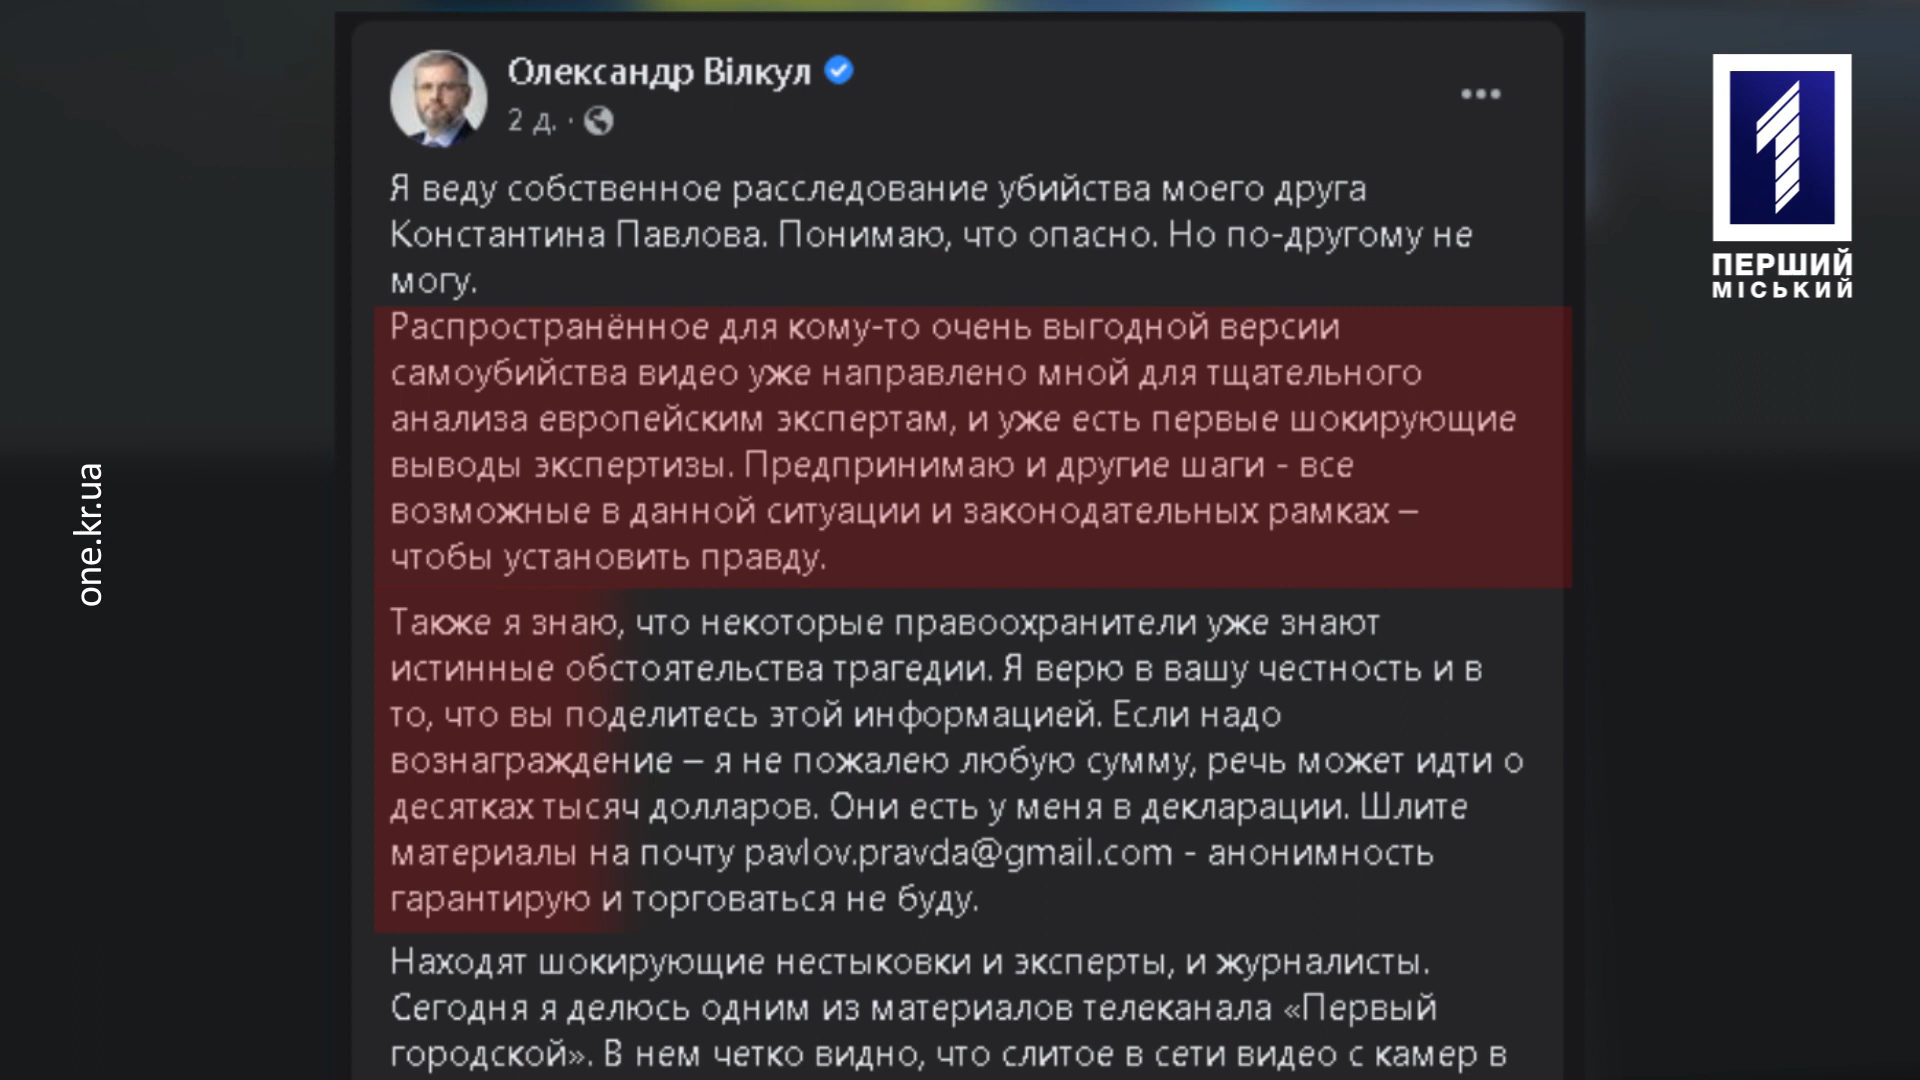 Олександр Вілкул
2 д. ·
Я веду собственное расследование убийства моего друга
Константина Павлова. Понимаю, что опасно. Но по-другому не
могу.
Распространённое для кому-то очень выгодной версии
самоубийства видео уже направлено мной для тщательного
анализа европейским экспертам, и уже есть первые шокирующие
выводы экспертизы. Предпринимаю и другие шаги - все
возможные в данной ситуации и законодательных рамках –
чтобы установить правду.
Также я знаю, что некоторые правоохранители уже знают
истинные обстоятельства трагедии. Я верю в вашу честность и в
то, что вы поделитесь этой информацией. Если надо
вознаграждение – я не пожалею любую сумму, речь может идти о
десятках тысяч долларов. Они есть у меня в декларации. Шлите
материалы на почту pavlov.pravda@gmail.com - анонимность
гарантирую и торговаться не буду.
Находят шокирующие нестыковки и эксперты, и журналисты.
Сегодня я делюсь одним из материалов телеканала «Первый
городской». В нем четко видно, что слитое в сети видео с камер в
1
ПЕРШИЙ
МІСЬКИЙ
one.kr.ua